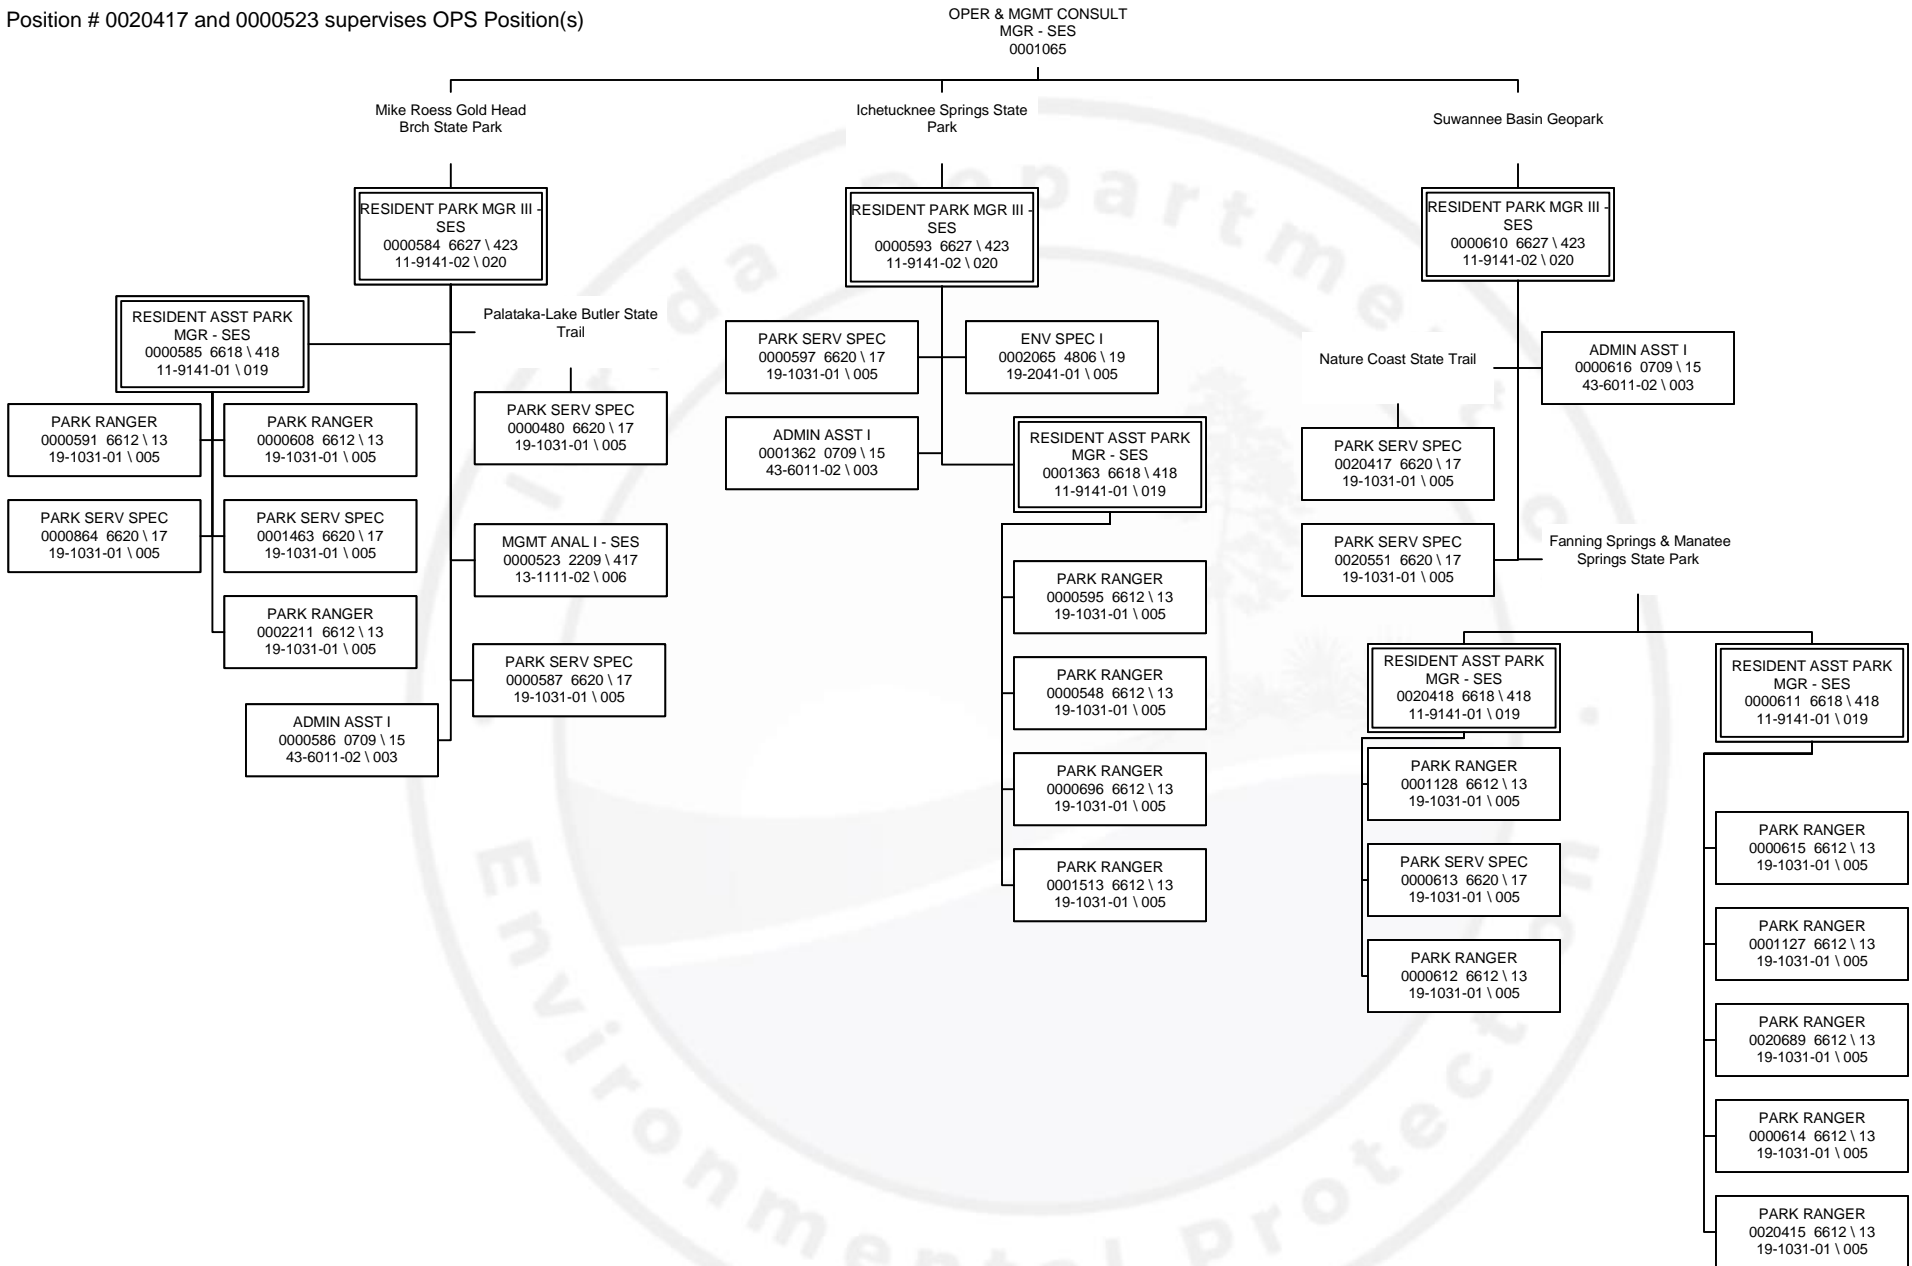 Position # 0020417 and 0000523 supervises OPS Position(s)
OPER & MGMT CONSULT
MGR - SES
0001065
Mike Roess Gold Head
Brch State Park
Ichetucknee Springs State
Park
Suwannee Basin Geopark
RESIDENT PARK MGR III -
SES
0000584 6627 \ 423
11-9141-02 \ 020
RESIDENT PARK MGR III -
SES
0000593 6627 \ 423
11-9141-02 \ 020
RESIDENT PARK MGR III -
SES
0000610 6627 \ 423
11-9141-02 \ 020
RESIDENT ASST PARK
MGR - SES
0000585 6618 \ 418
11-9141-01 \ 019
Palataka-Lake Butler State
Trail
PARK SERV SPEC
0000597 6620 \ 17
19-1031-01 \ 005
ENV SPEC I
0002065 4806 \ 19
19-2041-01 \ 005
Nature Coast State Trail
ADMIN ASST I
0000616 0709 \ 15
43-6011-02 \ 003
PARK RANGER
0000591 6612 \ 13
19-1031-01 \ 005
PARK RANGER
0000608 6612 \ 13
19-1031-01 \ 005
PARK SERV SPEC
0000480 6620 \ 17
19-1031-01 \ 005
ADMIN ASST I
0001362 0709 \ 15
43-6011-02 \ 003
RESIDENT ASST PARK
MGR - SES
0001363 6618 \ 418
11-9141-01 \ 019
PARK SERV SPEC
0020417 6620 \ 17
19-1031-01 \ 005
PARK SERV SPEC
0000864 6620 \ 17
19-1031-01 \ 005
PARK SERV SPEC
0001463 6620 \ 17
19-1031-01 \ 005
MGMT ANAL I - SES
0000523 2209 \ 417
13-1111-02 \ 006
PARK SERV SPEC
0020551 6620 \ 17
19-1031-01 \ 005
Fanning Springs & Manatee
Springs State Park
PARK RANGER
0002211 6612 \ 13
19-1031-01 \ 005
PARK RANGER
0000595 6612 \ 13
19-1031-01 \ 005
PARK SERV SPEC
0000587 6620 \ 17
19-1031-01 \ 005
PARK RANGER
0000548 6612 \ 13
19-1031-01 \ 005
RESIDENT ASST PARK
MGR - SES
0020418 6618 \ 418
11-9141-01 \ 019
RESIDENT ASST PARK
MGR - SES
0000611 6618 \ 418
11-9141-01 \ 019
ADMIN ASST I
0000586 0709 \ 15
43-6011-02 \ 003
PARK RANGER
0000696 6612 \ 13
19-1031-01 \ 005
PARK RANGER
0001128 6612 \ 13
19-1031-01 \ 005
PARK RANGER
0001513 6612 \ 13
19-1031-01 \ 005
PARK SERV SPEC
0000613 6620 \ 17
19-1031-01 \ 005
PARK RANGER
0000615 6612 \ 13
19-1031-01 \ 005
PARK RANGER
0000612 6612 \ 13
19-1031-01 \ 005
PARK RANGER
0001127 6612 \ 13
19-1031-01 \ 005
PARK RANGER
0020689 6612 \ 13
19-1031-01 \ 005
PARK RANGER
0000614 6612 \ 13
19-1031-01 \ 005
PARK RANGER
0020415 6612 \ 13
19-1031-01 \ 005
Environmental Protection